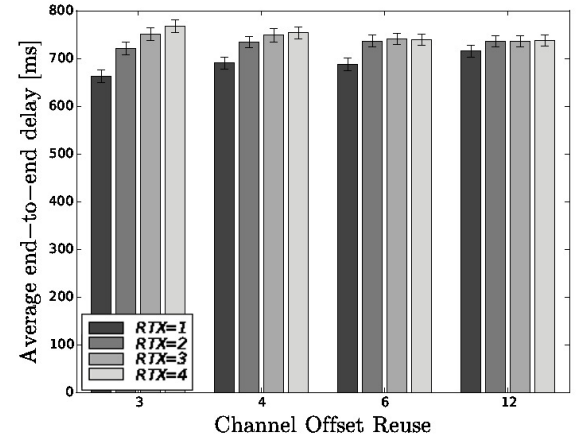 Average end-to-end delay [ms]
800
700
600
500
400
300
200
100
0
RTX=1
RTX=2
RTX=3
RTX=4
3 4 6 12
Channel Offset Reuse